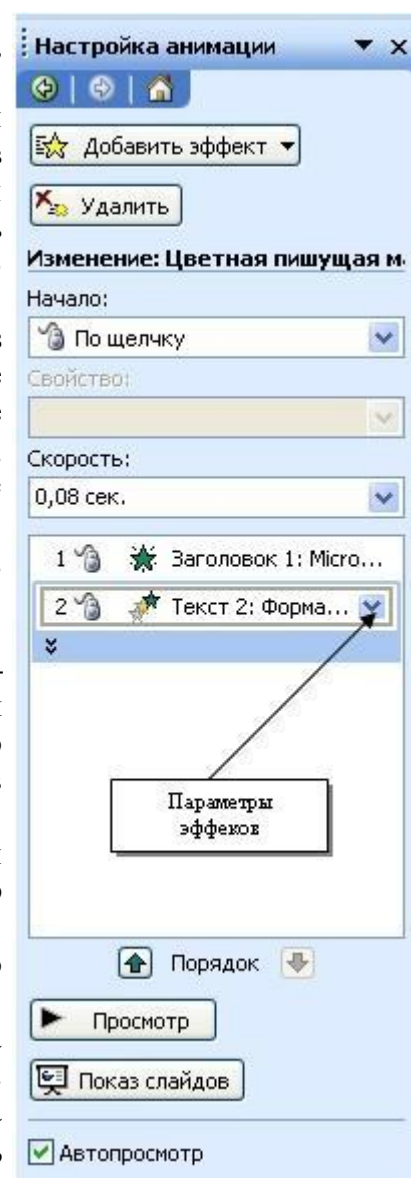 Настройка анимации
Добавить эффект
Удалить
Изменение: Цветная пишущая м
Начало:
По щелчку
Свойство:
Скорость:
0,08 сек.
1 Заголовок 1: Micro...
2 Текст 2: Форма...
Параметры
эффеков
Порядок
Просмотр
Показ слайдов
Автопросмотр